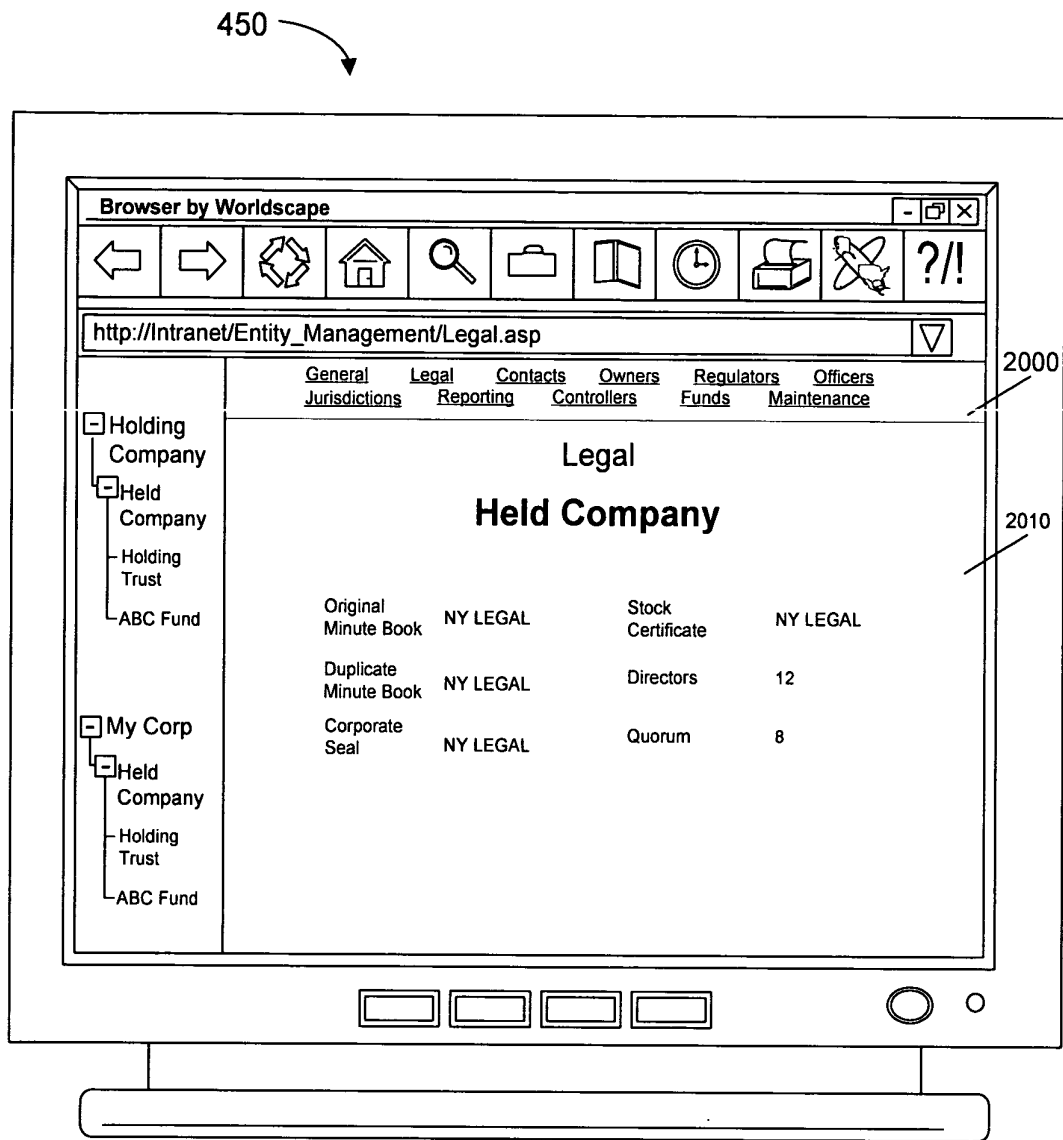 450
Browser by Worldscape
?/!
http://Intranet/Entity_Management/Legal.asp
2000
General Legal Contacts Owners Regulators Officers
Jurisdictions Reporting Controllers Funds Maintenance
Holding
Company
Held
Company
Holding
Trust
ABC Fund
My Corp
Held
Company
Holding
Trust
ABC Fund
Legal
Held Company
2010
Original
Minute Book NY LEGAL
Stock
Certificate NY LEGAL
Duplicate
Minute Book NY LEGAL
Directors 12
Corporate
Seal NY LEGAL
Quorum 8